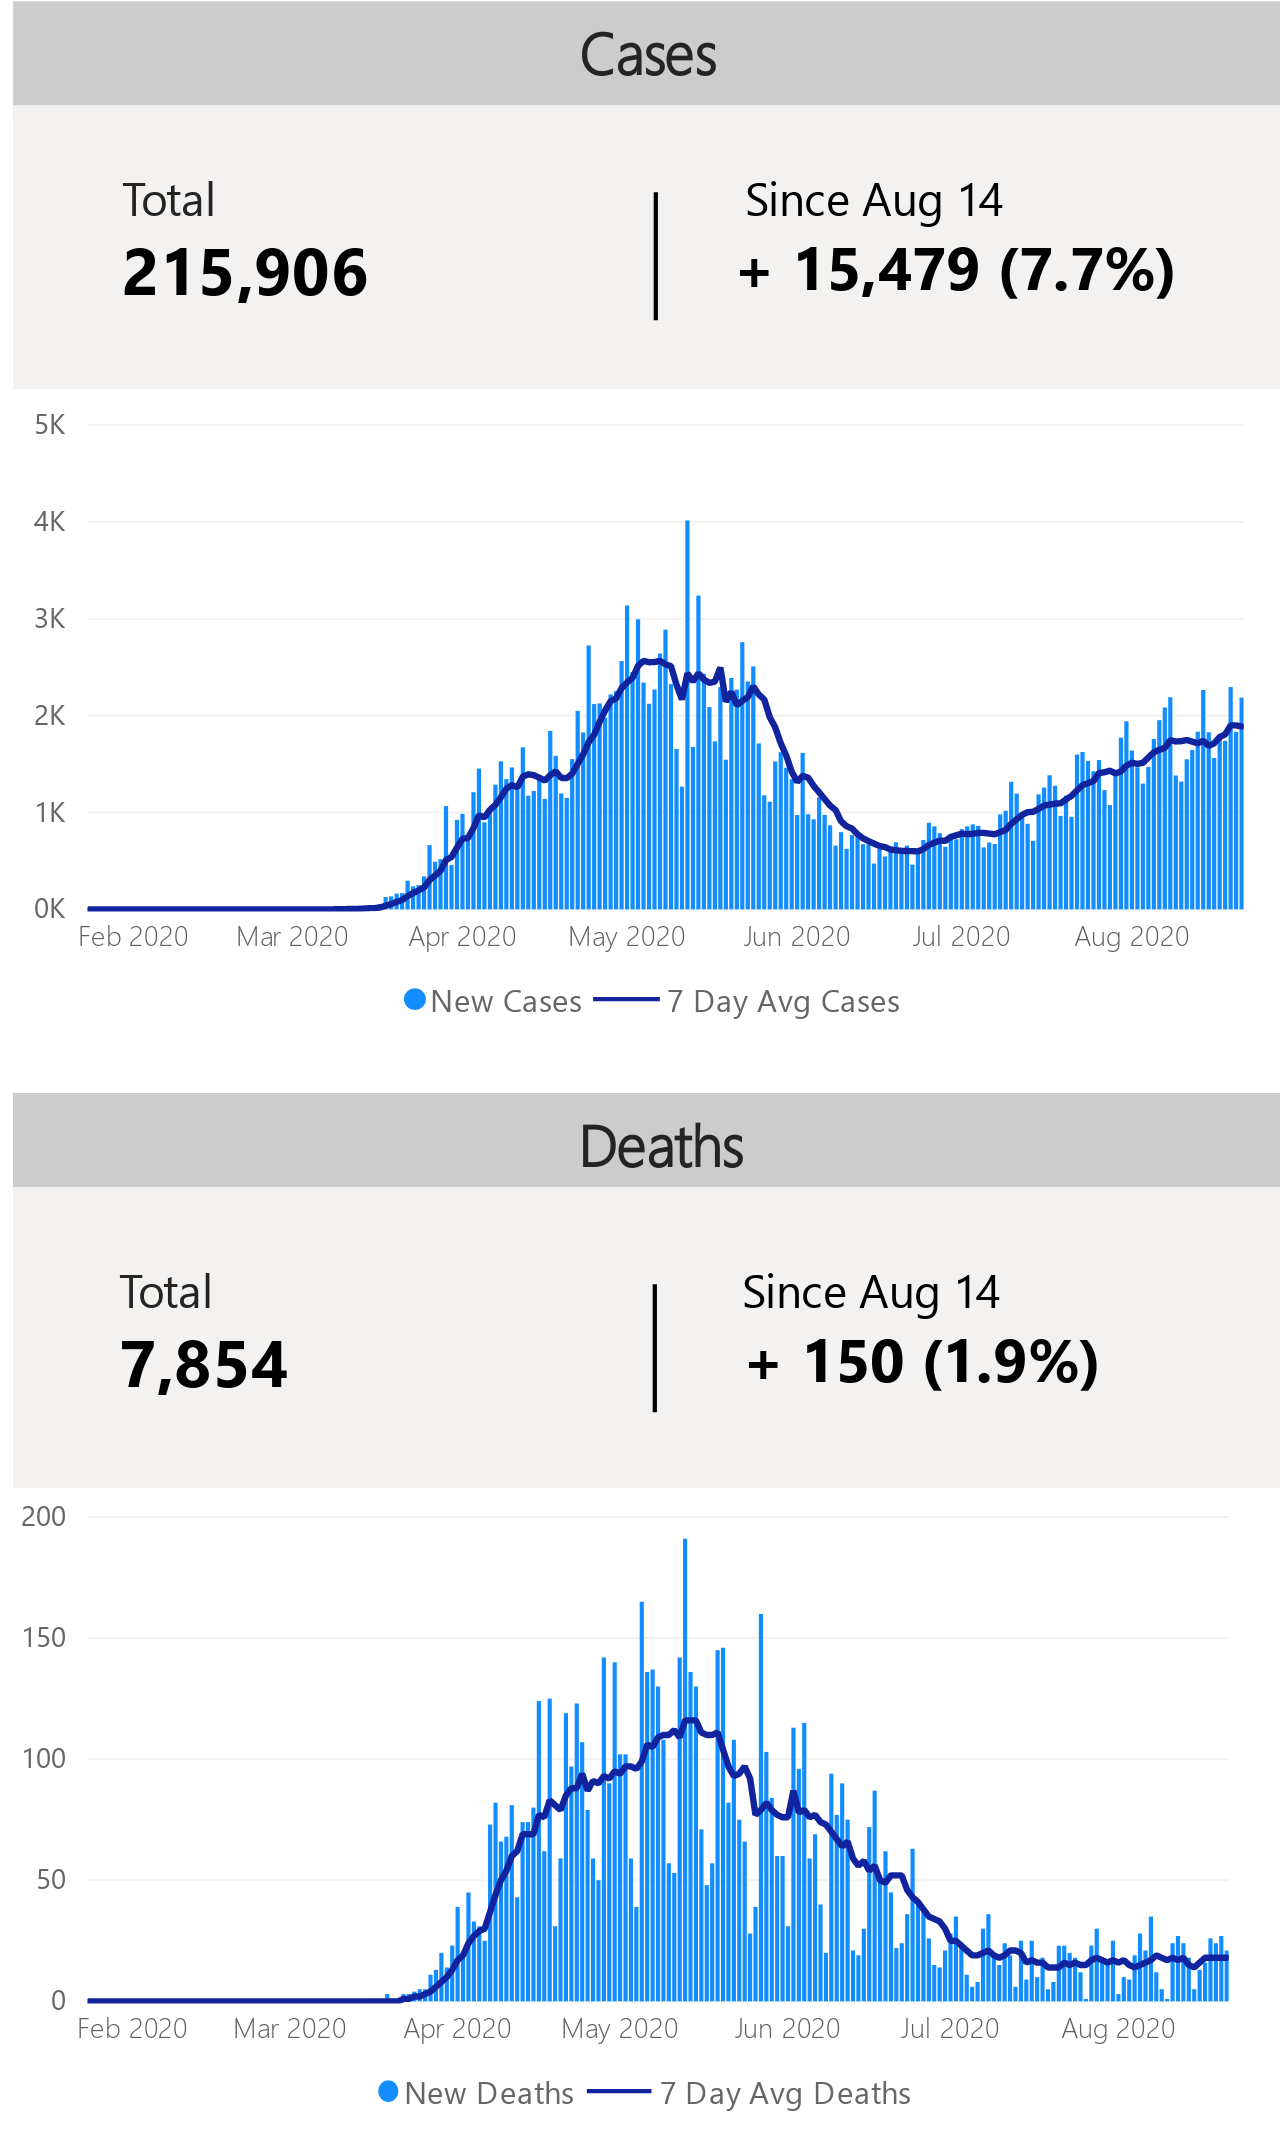 Cases
Total
Since Aug 14
215,906
+ 15,479 (7.7%)
5K
4K
3K
2K
1K
0K
Feb 2020 Mar 2020 Apr 2020 May 2020 Jun 2020 Jul 2020 Aug 2020
New Cases 7 Day Avg Cases
Deaths
Total
Since Aug 14
7,854
+ 150 (1.9%)
200
150
100
50
0
Feb 2020 Mar 2020 Apr 2020 May 2020 Jun 2020 Jul 2020 Aug 2020
New Deaths 7 Day Avg Deaths